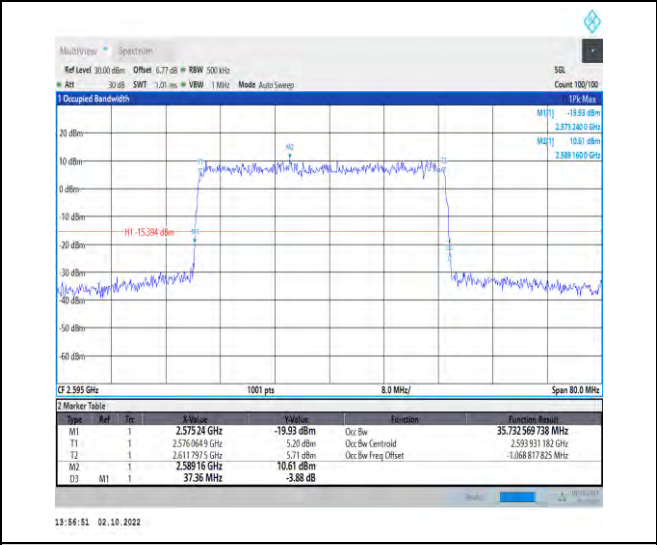 MultiView Spectrum
Ref Level 30.00 dBm Offset 6.77 dB RBW 500 kHz SGL
Att 30 dB SWT 1.01 ms VBW 1 MHz Mode Auto Sweep Count 100/100
1 Occupied Bandwidth 1Pk Max
M1[1] -19.93 dBm
2.575 240 0 GHz
20 dBm M2[1] 10.61 dBm
2.589 160 0 GHz
M2
10 dBm
T1 T2
0 dBm
-10 dBm
H1 -15.394 dBm
-20 dBm
-30 dBm
-40 dBm
-50 dBm
-60 dBm
CF 2.595 GHz 1001 pts 8.0 MHz/ Span 80.0 MHz
2 Marker Table
Type Ref Trc X-Value Y-Value Function Function Result
M1 1 2.575 24 GHz -19.93 dBm Occ Bw 35.732 569 738 MHz
T1 1 2.576 064 9 GHz 5.20 dBm Occ Bw Centroid 2.593 931 182 GHz
T2 1 2.611 797 5 GHz 5.71 dBm Occ Bw Freq Offset -1.068 817 825 MHz
M2 1 2.589 16 GHz 10.61 dBm
D3 M1 1 37.36 MHz -3.88 dB
13:56:51 02.10.2022